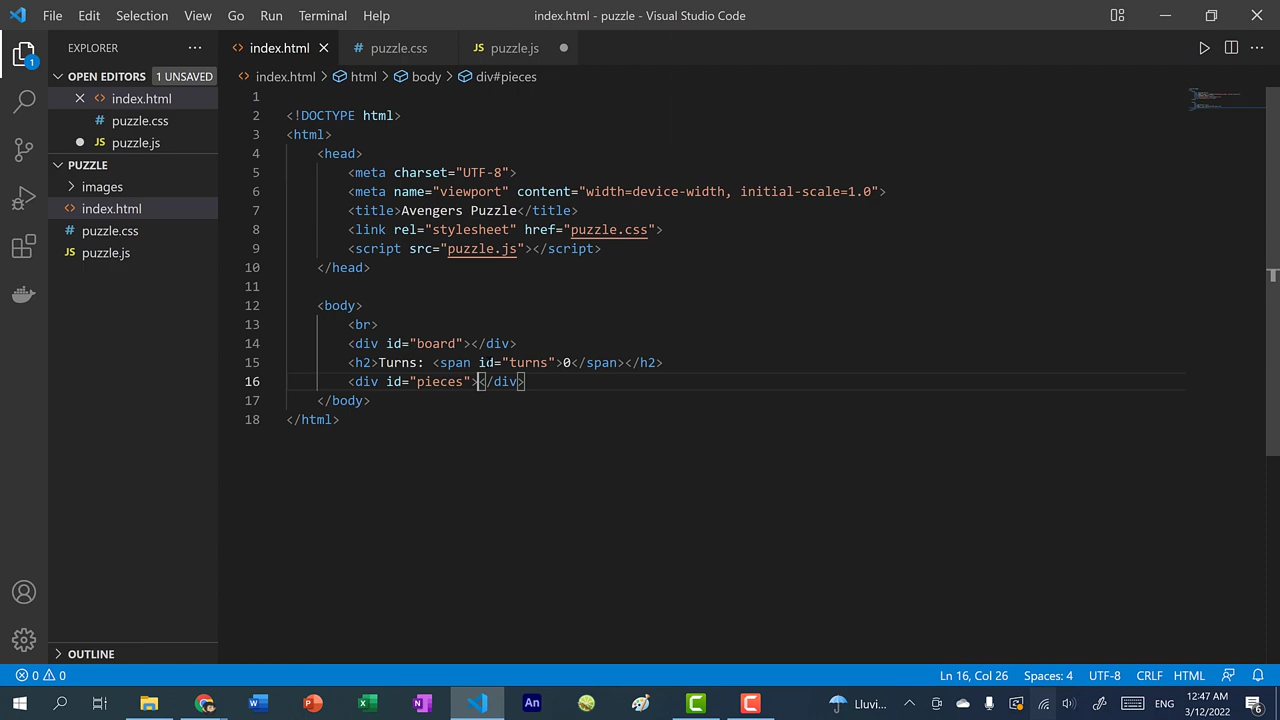 File Edit Selection View Go Run Terminal Help index.html - puzzle - Visual Studio Code
EXPLORER
index.html
puzzle.css
JS puzzle.js
OPEN EDITORS 1 UNSAVED
index.html > html > body > div#pieces
index.html
puzzle.css
JS puzzle.js
PUZZLE
images
index.html
puzzle.css
JS puzzle.js
1
2 <!DOCTYPE html>
3 <html>
4 <head>
5 <meta charset="UTF-8">
6 <meta name="viewport" content="width=device-width, initial-scale=1.0">
7 <title>Avengers Puzzle</title>
8 <link rel="stylesheet" href="puzzle.css">
9 <script src="puzzle.js"></script>
10 </head>
11
12 <body>
13 <br>
14 <div id="board"></div>
15 <h2>Turns: <span id="turns">0</span></h2>
16 <div id="pieces"></div>
17 </body>
18 </html>
OUTLINE
0 0 Ln 16, Col 26 Spaces: 4 UTF-8 CRLF HTML
Lluvi... ENG 12:47 AM
3/12/2022